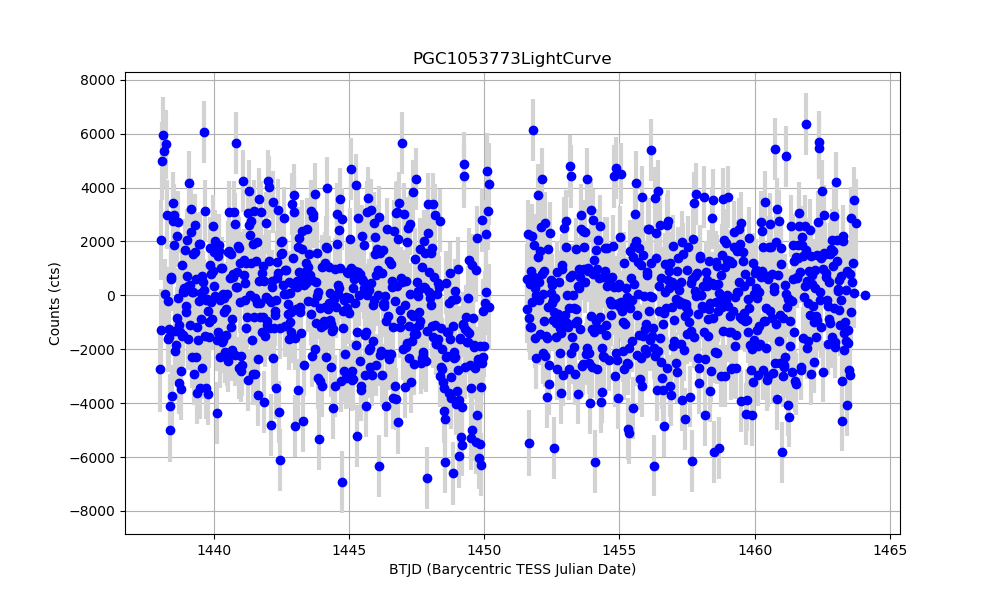 PGC1053773LightCurve
8000
6000
4000
2000
0
−2000
−4000
−6000
−8000
Counts (cts)
1440 1445 1450 1455 1460 1465
BTJD (Barycentric TESS Julian Date)